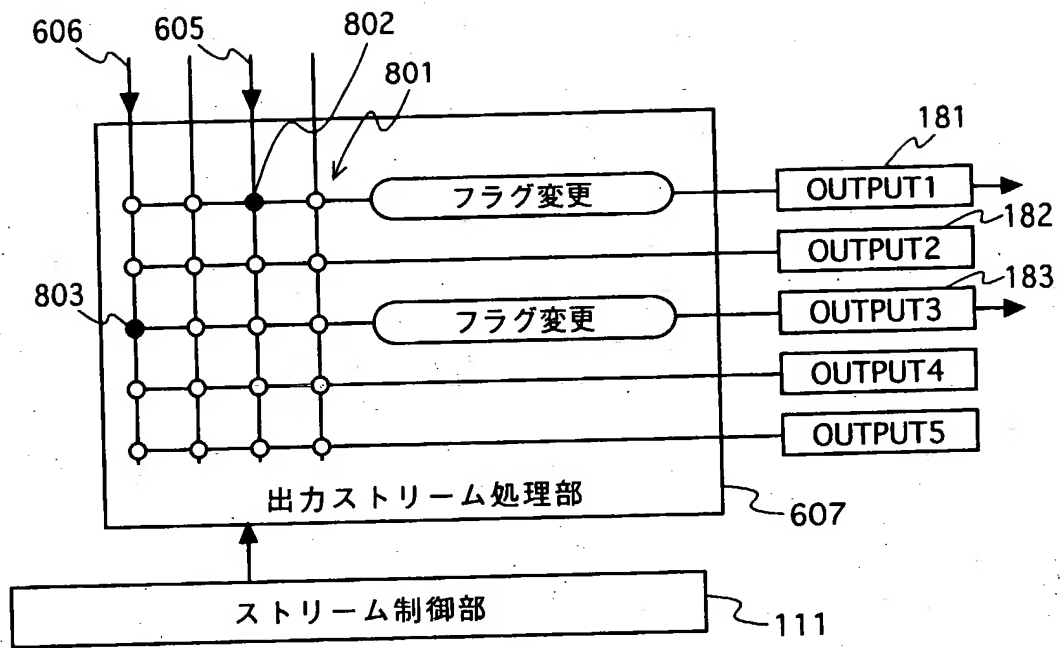 606
605
802
801
181
フラグ変更
OUTPUT1
182
OUTPUT2
803
183
フラグ変更
OUTPUT3
OUTPUT4
OUTPUT5
出力ストリーム処理部
607
ストリーム制御部
111